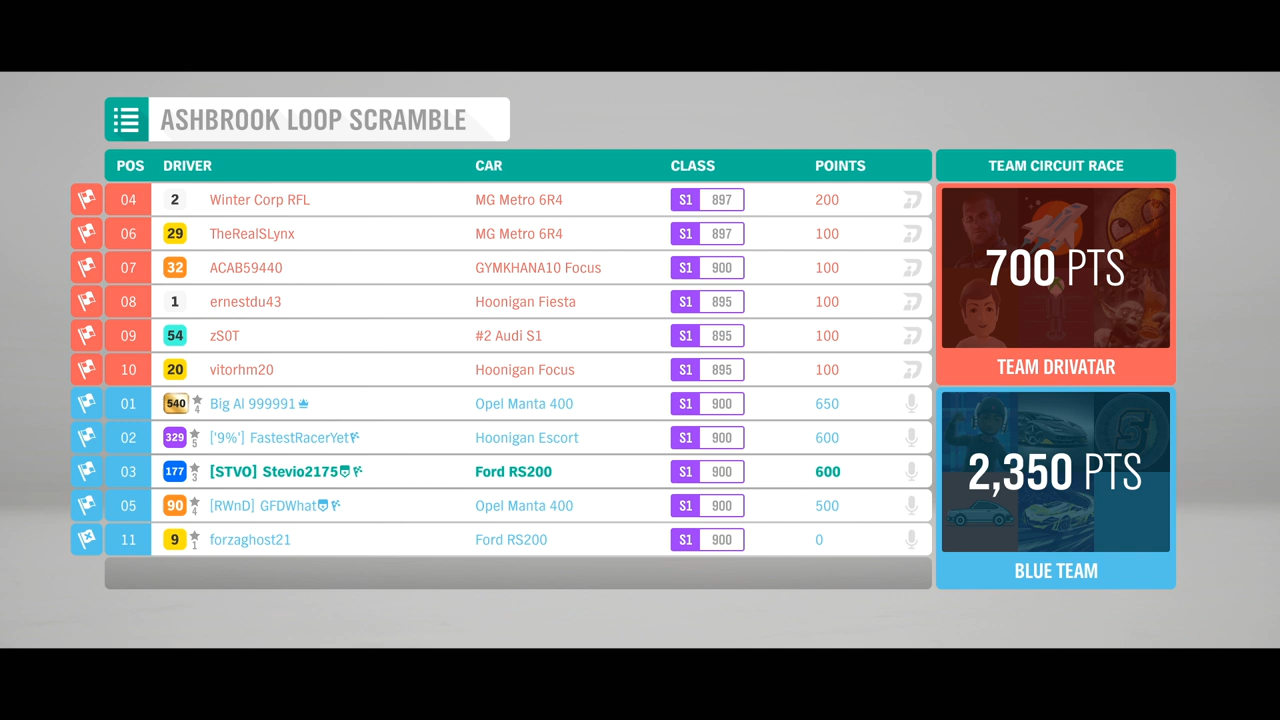 ASHBROOK LOOP SCRAMBLE
POS DRIVER CAR CLASS POINTS TEAM CIRCUIT RACE
04 2 Winter Corp RFL MG Metro 6R4 S1 897 200
06 29 TheRealSLynx MG Metro 6R4 S1 897 100
07 32 ACAB59440 GYMKHANA10 Focus S1 900 100
08 1 ernestdu43 Hoonigan Fiesta S1 895 100
09 54 zS0T #2 Audi S1 S1 895 100
10 20 vitorhm20 Hoonigan Focus S1 895 100
700 PTS
TEAM DRIVATAR
01 540 4 Big Al 999991 Opel Manta 400 S1 900 650
02 329 5 ['9%'] FastestRacerYet Hoonigan Escort S1 900 600
03 177 3 [STVO] Stevio2175 Ford RS200 S1 900 600
05 90 4 [RWnD] GFDWhat Opel Manta 400 S1 900 500
11 9 1 forzaghost21 Ford RS200 S1 900 0
2,350 PTS
BLUE TEAM